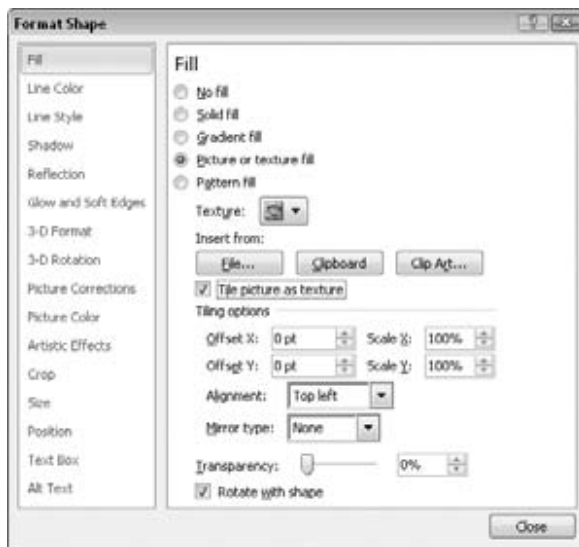 Format Shape
Fill
Line Color
Line Style
Shadow
Reflection
Glow and Soft Edges
3-D Format
3-D Rotation
Picture Corrections
Picture Color
Artistic Effects
Crop
Size
Position
Text Box
Alt Text
Fill
No fill
Solid fill
Gradient fill
Picture or texture fill
Pattern fill
Texture:
Insert from:
File... Clipboard Clip Art...
Tile picture as texture
Tiling options
Offset X: 0 pt Scale X: 100%
Offset Y: 0 pt Scale Y: 100%
Alignment: Top left
Mirror type: None
Transparency: 0%
Rotate with shape
Close